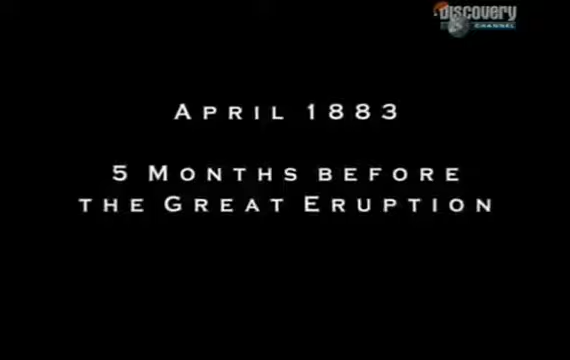 Discovery
CHANNEL
APRIL 1883
5 MONTHS BEFORE
THE GREAT ERUPTION